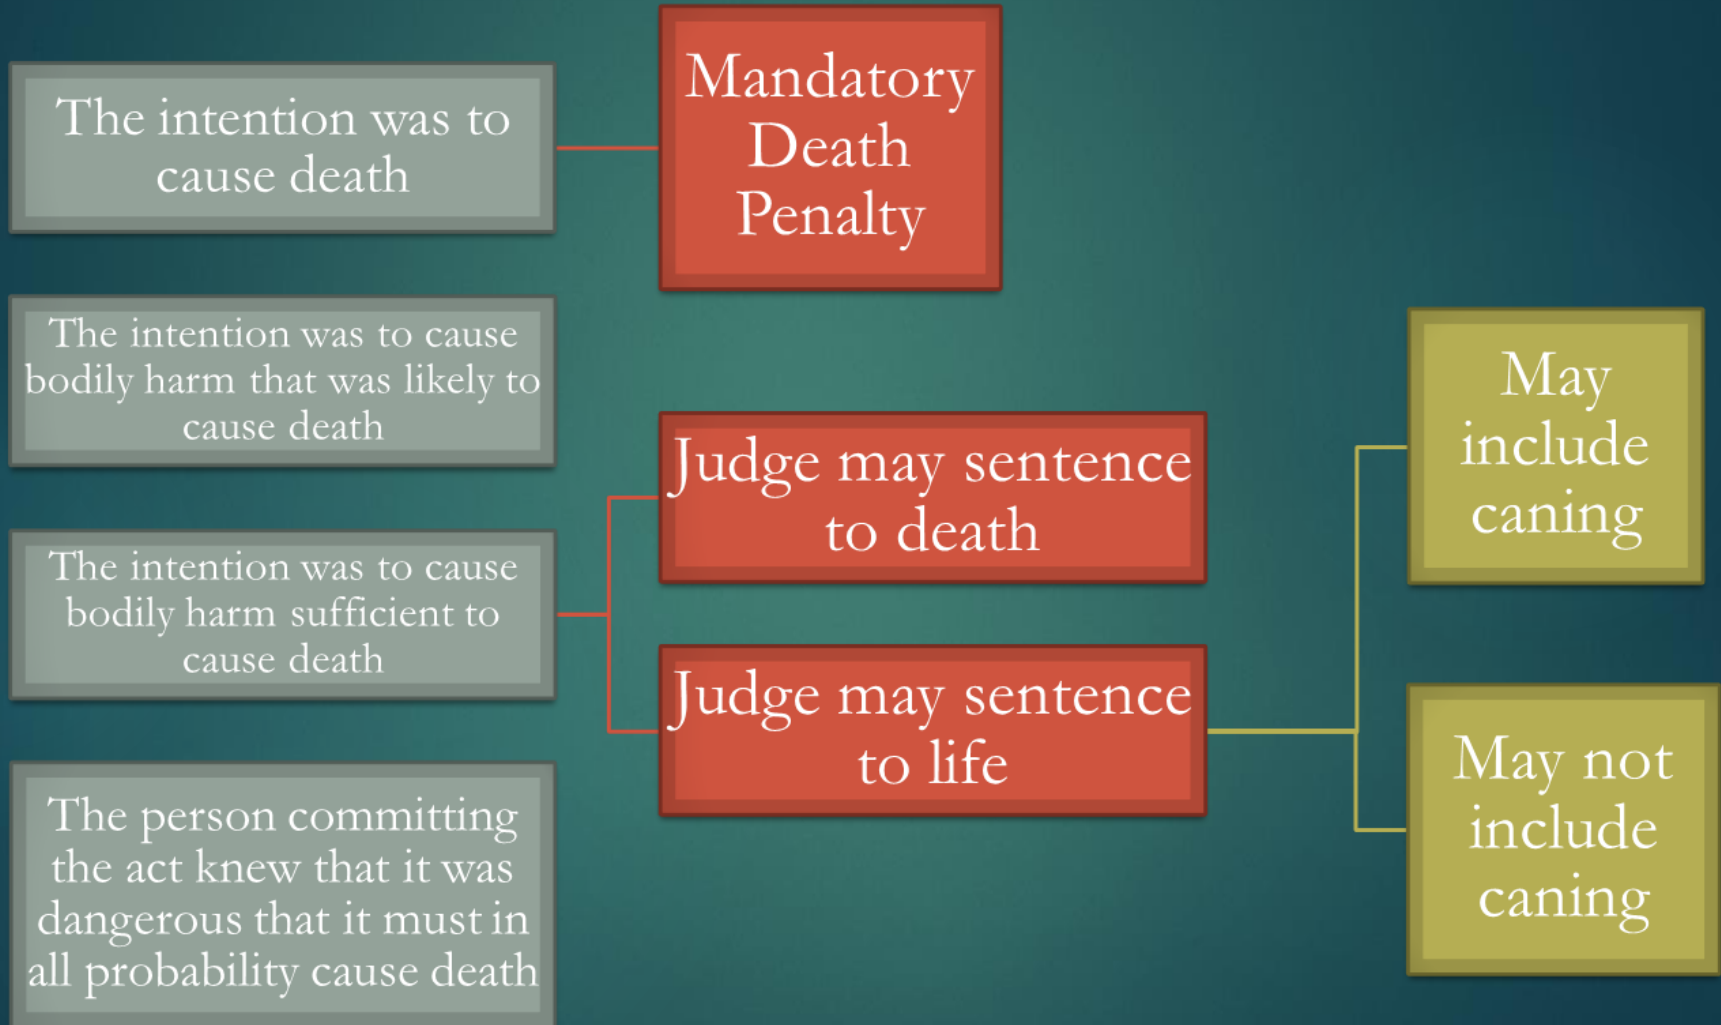 The intention was to
cause death
Mandatory
Death
Penalty
The intention was to cause
bodily harm that was likely to
cause death
The intention was to cause
bodily harm sufficient to
cause death
The person committing
the act knew that it was
dangerous that it must in
all probability cause death
Judge may sentence
to death
Judge may sentence
to life
May
include
caning
May not
include
caning